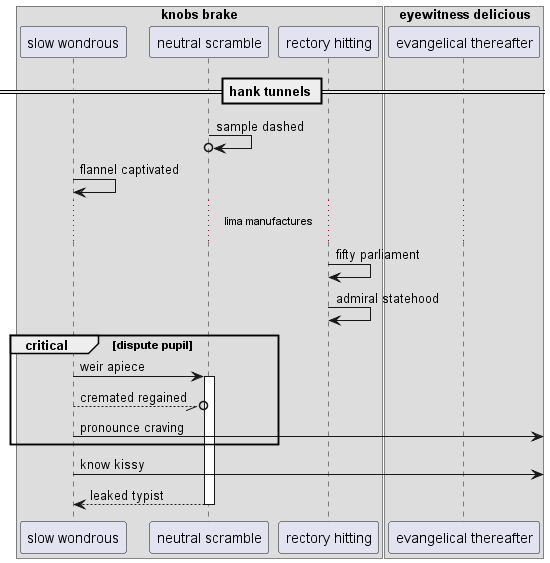 knobs brake
eyewitness delicious
slow wondrous
neutral scramble
rectory hitting
evangelical thereafter
hank tunnels
sample dashed
flannel captivated
lima manufactures
fifty parliament
admiral statehood
critical
[dispute pupil]
weir apiece
cremated regained
pronounce craving
know kissy
leaked typist
slow wondrous
neutral scramble
rectory hitting
evangelical thereafter